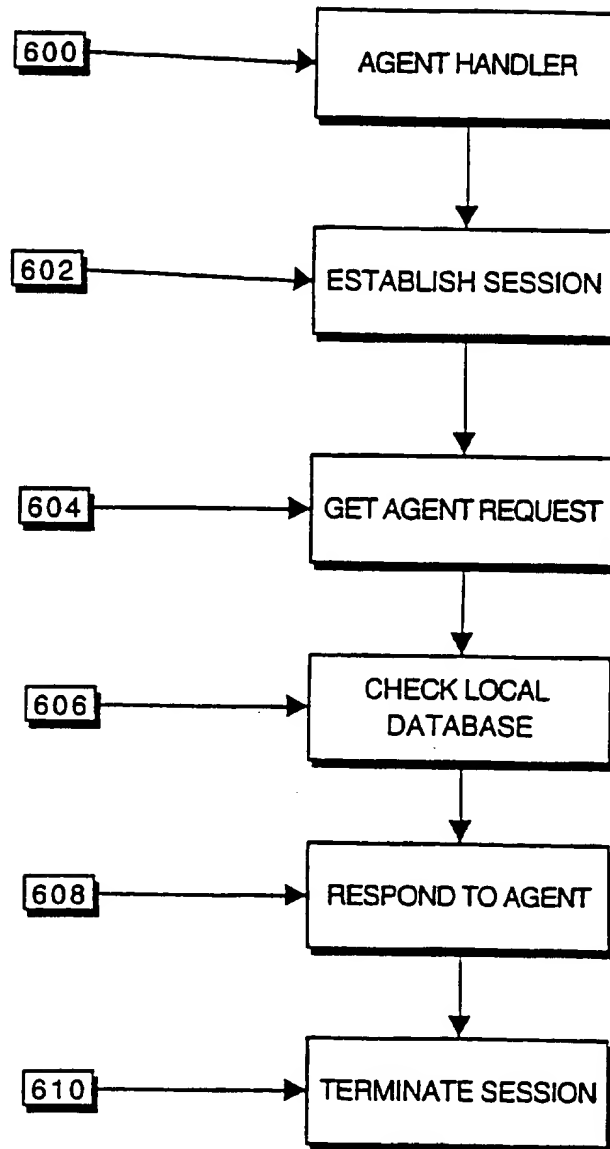 600
AGENT HANDLER
602
ESTABLISH SESSION
604
GET AGENT REQUEST
606
CHECK LOCAL
DATABASE
608
RESPOND TO AGENT
610
TERMINATE SESSION